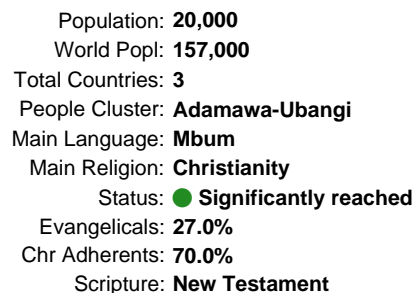 Population: 20,000
World Popl: 157,000
Total Countries: 3
People Cluster: Adamawa-Ubangi
Main Language: Mbum
Main Religion: Christianity
Status: Significantly reached
Evangelicals: 27.0%
Chr Adherents: 70.0%
Scripture: New Testament